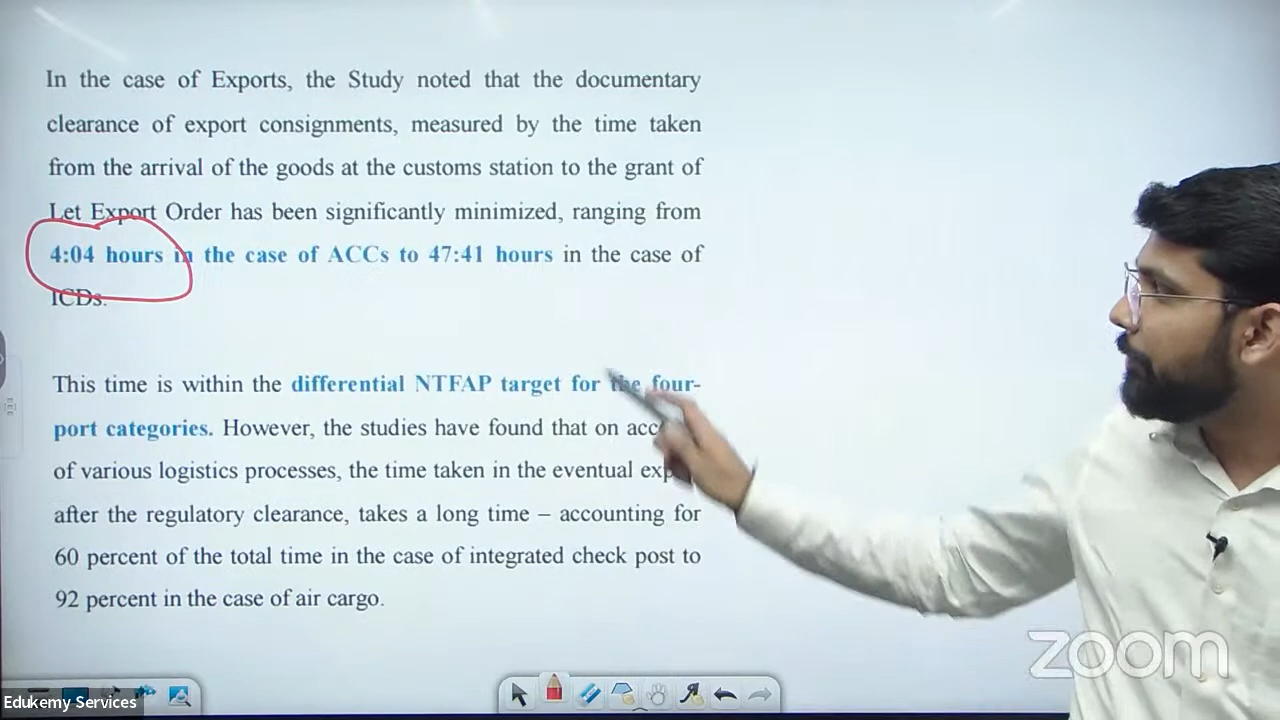 In the case of Exports, the Study noted that the documentary
clearance of export consignments, measured by the time taken
from the arrival of the goods at the customs station to the grant of
Let Export Order has been significantly minimized, ranging from
4:04 hours in the case of ACCs to 47:41 hours in the case of
ICDs.
This time is within the differential NTFAP target for the four-
port categories. However, the studies have found that on
of various logistics processes, the time taken in the eventual
after the regulatory clearance, takes a long time – accounting for
60 percent of the total time in the case of integrated check post to
92 percent in the case of air cargo.
zoom
Edukemy Services